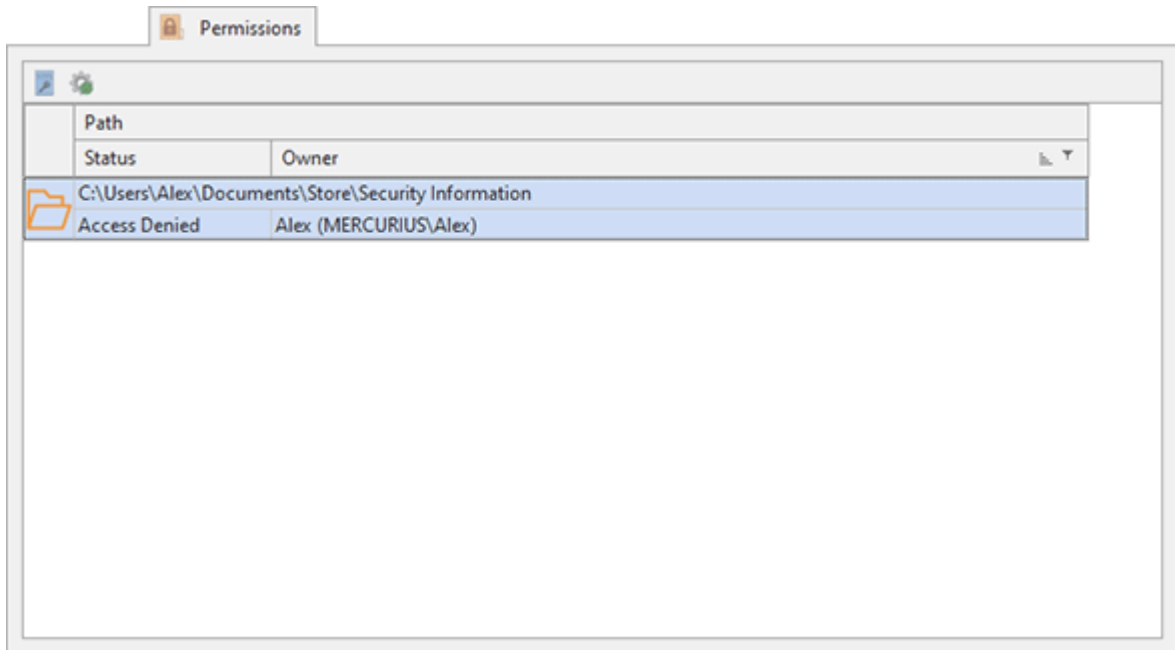 Permissions
Path
Status Owner
C:\Users\Alex\Documents\Store\Security Information
Access Denied Alex (MERCURIUS\Alex)